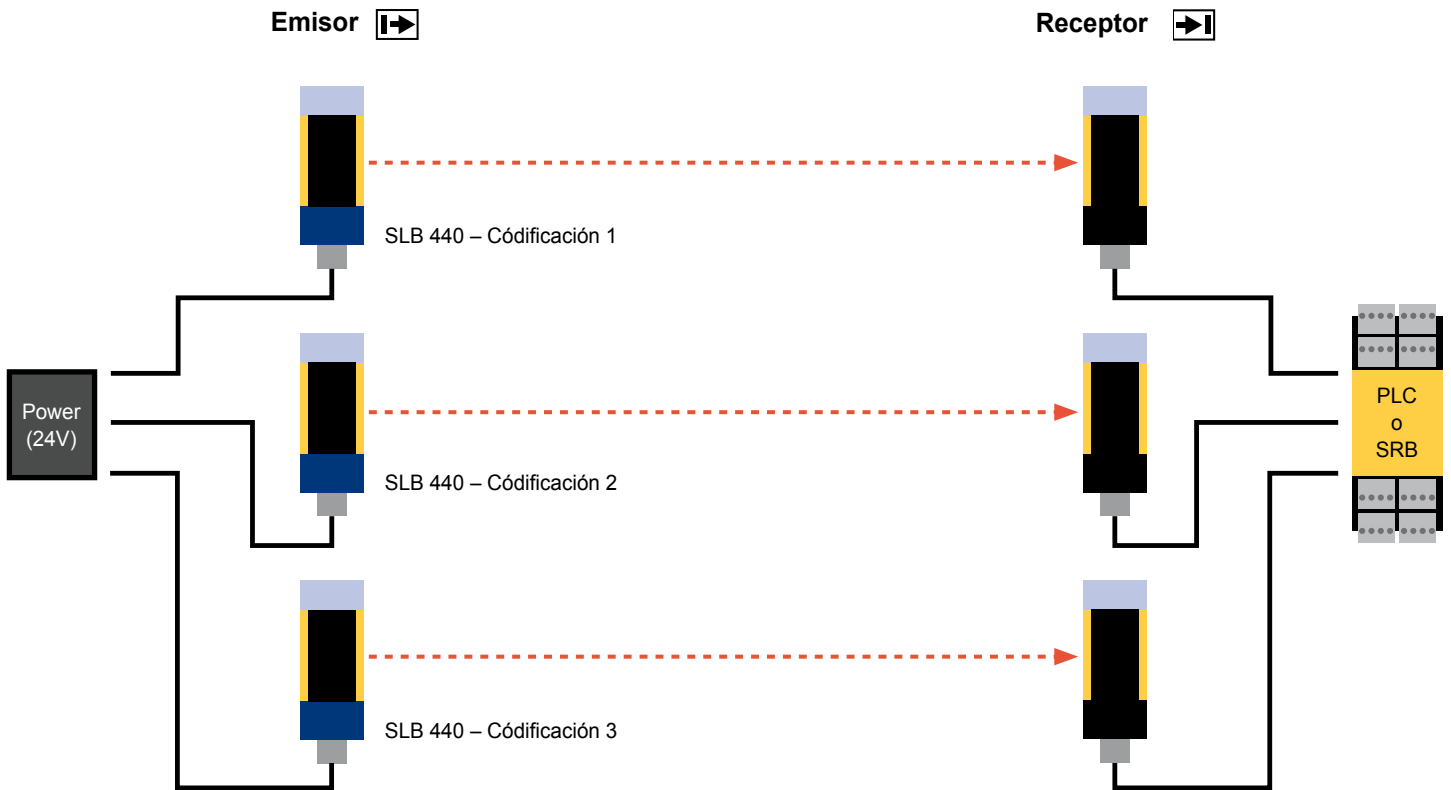 Emisor
Receptor
SLB 440 – Códificación 1
Power
(24V)
PLC
o
SRB
SLB 440 – Códificación 2
SLB 440 – Códificación 3